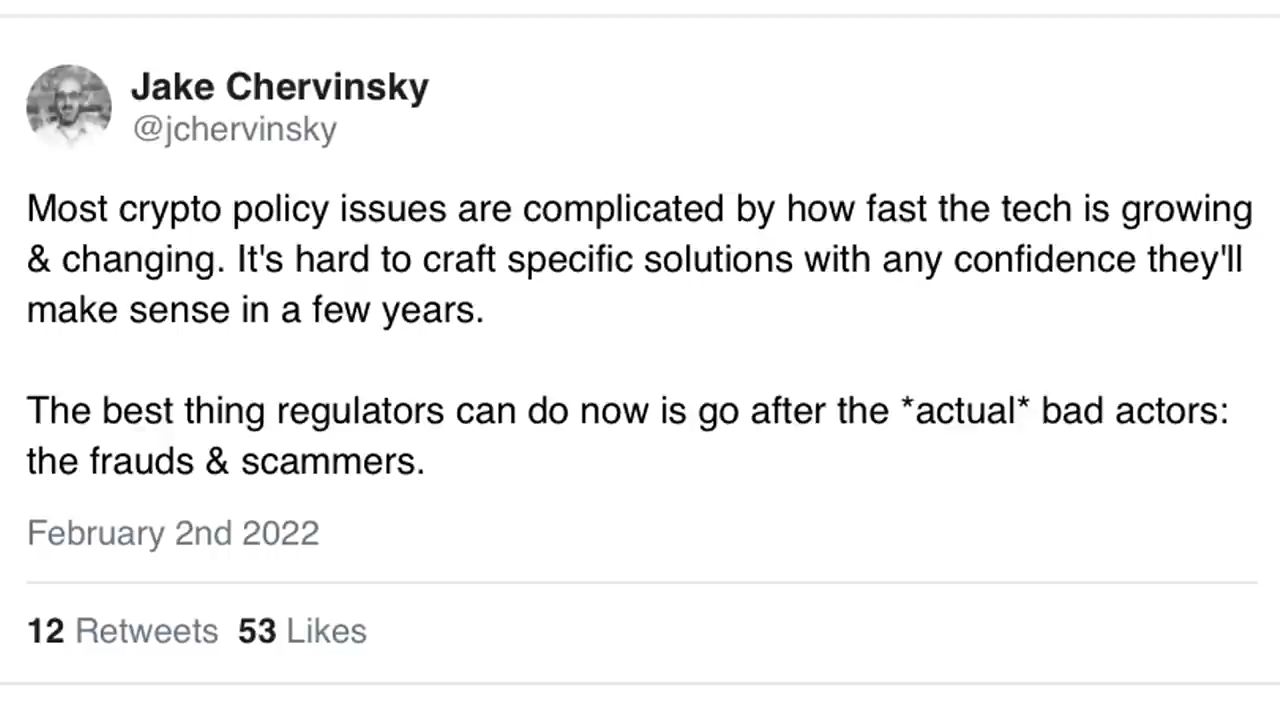 Jake Chervinsky
@jchervinsky
Most crypto policy issues are complicated by how fast the tech is growing
& changing. It's hard to craft specific solutions with any confidence they'll
make sense in a few years.
The best thing regulators can do now is go after the *actual* bad actors:
the frauds & scammers.
February 2nd 2022
12 Retweets 53 Likes